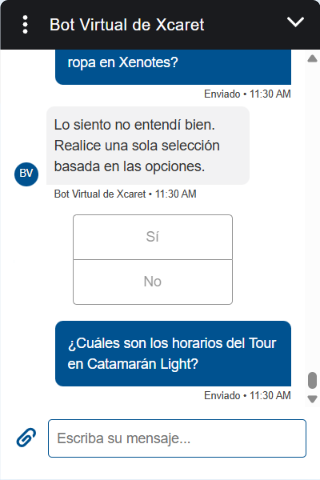 Bot Virtual de Xcaret
ropa en Xenotes?
Enviado • 11:30 AM
Lo siento no entendí bien.
Realice una sola selección
basada en las opciones.
BV
Bot Virtual de Xcaret • 11:30 AM
Sí
No
¿Cuáles son los horarios del Tour
en Catamarán Light?
Enviado • 11:30 AM
Escriba su mensaje...